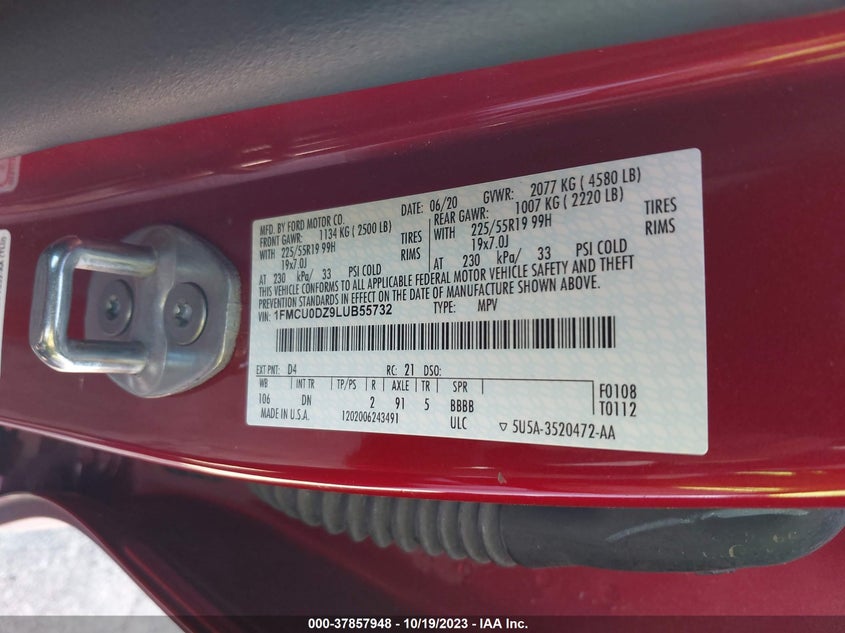 MFD. BY FORD MOTOR CO.
DATE: 06/20 GVWR: 2077 KG ( 4580 LB)
FRONT GAWR: 1134 KG ( 2500 LB) REAR GAWR: 1007 KG ( 2220 LB)
WITH 225/55R19 99H TIRES WITH 225/55R19 99H TIRES
19x7.0J RIMS 19x7.0J RIMS
AT 230 kPa/ 33 PSI COLD AT 230 kPa/ 33 PSI COLD
THIS VEHICLE CONFORMS TO ALL APPLICABLE FEDERAL MOTOR VEHICLE SAFETY AND THEFT
PREVENTION STANDARDS IN EFFECT ON THE DATE OF MANUFACTURE SHOWN ABOVE.
VIN: 1FMCU0DZ9LUB55732 TYPE: MPV
EXT PNT: D4 RC: 21 DSO:
WB INT TR TP/PS R AXLE TR SPR
106 DN 2 91 5 BBBB
F0108
T0112
MADE IN U.S.A. 1202006243491 ULC ▽ 5U5A-3520472-AA
000-37857948 - 10/19/2023 - IAA Inc.